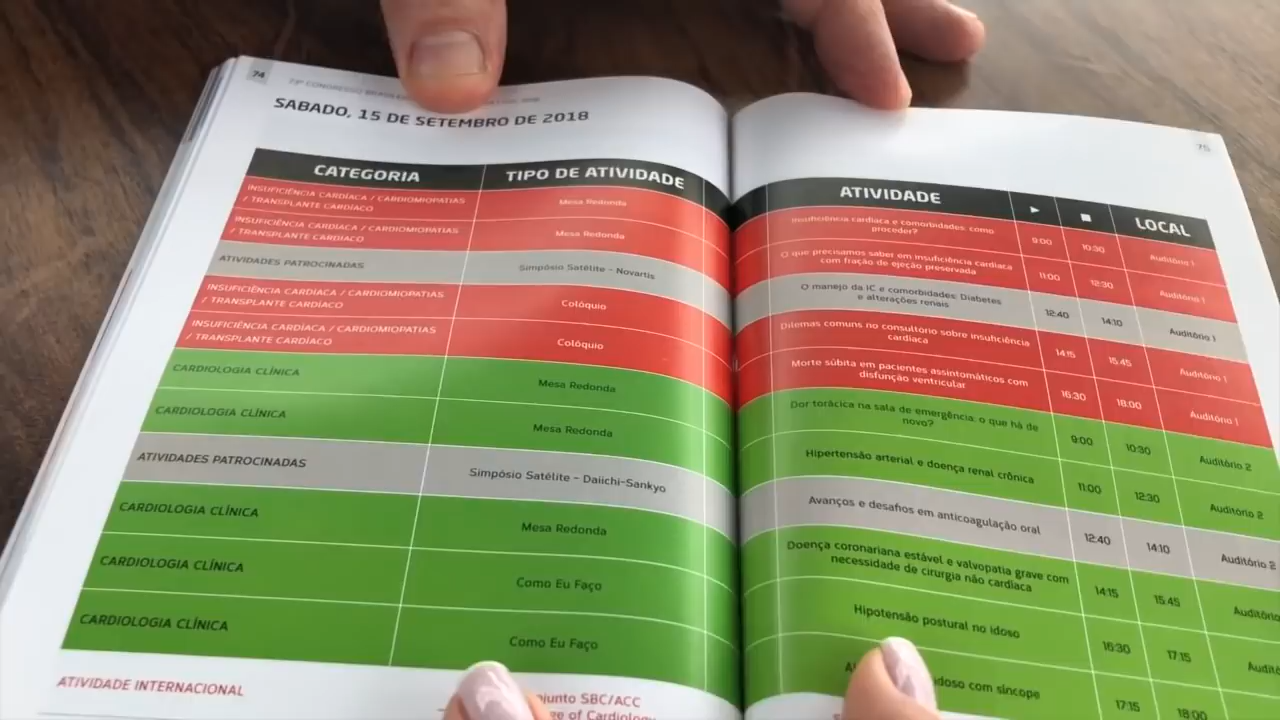 74
SABADO, 15 DE SETEMBRO DE 2018
CATEGORIA
TIPO DE ATIVIDADE
INSUFICIÊNCIA CARDÍACA / CARDIOMIOPATIAS
/ TRANSPLANTE CARDÍACO
Mesa Redonda
INSUFICIÊNCIA CARDÍACA / CARDIOMIOPATIAS
/ TRANSPLANTE CARDÍACO
Mesa Redonda
ATIVIDADES PATROCINADAS
Simpósio Satélite - Novartis
INSUFICIÊNCIA CARDÍACA / CARDIOMIOPATIAS
/ TRANSPLANTE CARDÍACO
Colóquio
INSUFICIÊNCIA CARDÍACA / CARDIOMIOPATIAS
/ TRANSPLANTE CARDÍACO
Colóquio
CARDIOLOGIA CLÍNICA
Mesa Redonda
CARDIOLOGIA CLÍNICA
Mesa Redonda
ATIVIDADES PATROCINADAS
Simpósio Satélite - Daiichi-Sankyo
CARDIOLOGIA CLÍNICA
Mesa Redonda
CARDIOLOGIA CLÍNICA
Como Eu Faço
CARDIOLOGIA CLÍNICA
Como Eu Faço
ATIVIDADE INTERNACIONAL
SBC/ACC
of Cardiology
75
ATIVIDADE
LOCAL
Insuficiência cardíaca e comorbidades: como
proceder?
9:00
10:30
Auditório 1
O que precisamos saber em insuficiência cardíaca
com fração de ejeção preservada
11:00
12:30
Auditório 1
O manejo da IC e comorbidades: Diabetes
e alterações renais
12:40
14:10
Auditório 1
Dilemas comuns no consultório sobre insuficiência
cardíaca
14:15
15:45
Auditório 1
Morte súbita em pacientes assintomáticos com
disfunção ventricular
16:30
18:00
Auditório 1
Dor torácica na sala de emergência: o que há de
novo?
9:00
10:30
Auditório 2
Hipertensão arterial e doença renal crônica
11:00
12:30
Auditório 2
Avanços e desafios em anticoagulação oral
12:40
14:10
Auditório 2
Doença coronariana estável e valvopatia grave com
necessidade de cirurgia não cardíaca
14:15
15:45
Auditório
Hipotensão postural no idoso
16:30
17:15
idoso com síncope
17:15
18:00